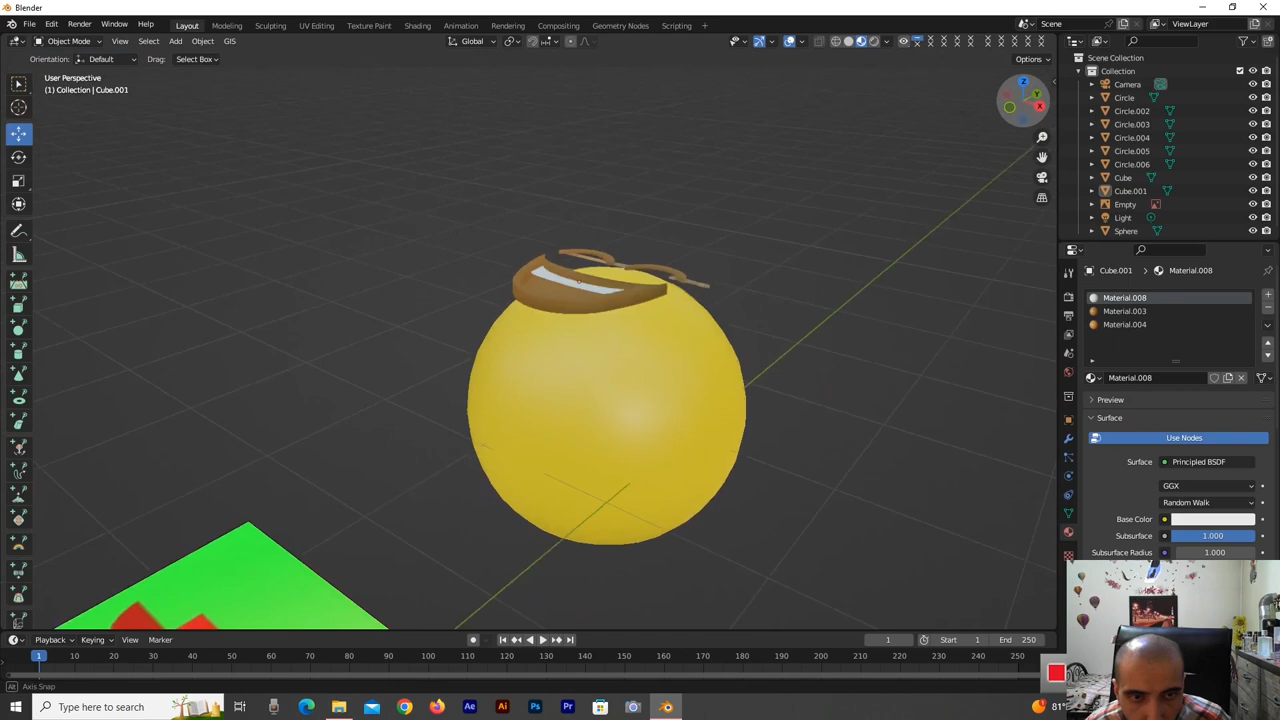 Blender
File Edit Render Window Help Layout Modeling Sculpting UV Editing Texture Paint Shading Animation Rendering Compositing Geometry Nodes Scripting + Scene ViewLayer
Object Mode View Select Add Object GIS Global
Orientation: Default Drag: Select Box Options
User Perspective
(1) Collection | Cube.001
X
Y
Z
Scene Collection
Collection
Camera
Circle
Circle.002
Circle.003
Circle.004
Circle.005
Circle.006
Cube
Cube.001
Empty
Light
Sphere
Cube.001 Material.008
Material.008
Material.003
Material.004
Material.008
Preview
Surface
Use Nodes
Surface Principled BSDF
GGX
Random Walk
Base Color
Subsurface 1.000
Subsurface Radius 1.000
Playback Keying View Marker 1 Start 1 End 250
1 10 20 30 40 50 60 70 80 90 100 110 120 130 140 150 160 170 180 190 200 210 220 230 240 250
Alt Axis Snap
Type here to search Ae Ai Ps Pr 81°